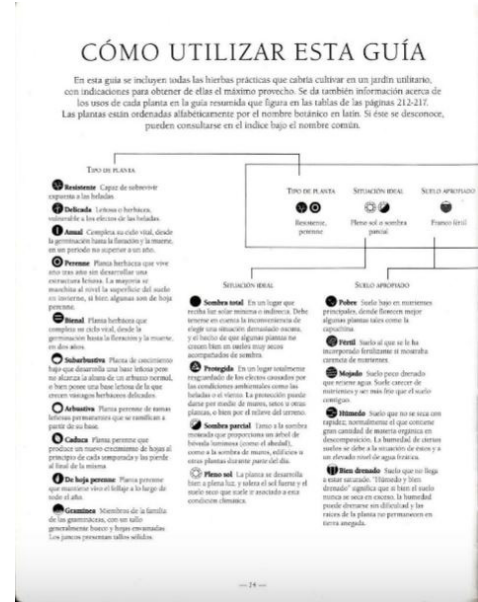 CÓMO UTILIZAR ESTA GUÍA
En esta guía se incluyen todas las hierbas prácticas que cabría cultivar en un jardín unitario,
con indicaciones para obtener de ellas el máximo provecho. Se da también información acerca de
los usos de cada planta en la guía resumida que figura en las tablas de las páginas 212-217.
Las plantas están ordenadas alfabéticamente por el nombre botánico en latín. Si éste se desconoce,
pueden consultarse en el índice bajo el nombre común.
TIPO DE PLANTA
Resistente Capaz de sobrevivir
expuesta a las heladas.
Delicada Leñosa o herbácea,
vulnerable a los efectos de las heladas.
Anual Completa su ciclo vital, desde
la germinación hasta la floración y la muerte,
en un período no superior a un año.
Perenne Planta herbácea que vive
año tras año sin desarrollar una
estructura leñosa. La mayoría se
marchita al nivel la superficie del suelo
en invierno, si bien algunas son de hoja
perenne.
Bienal Planta herbácea que
completa su ciclo vital, desde la
germinación hasta la floración y la muerte,
en dos años.
Subarbustiva Planta de crecimiento
bajo que desarrolla una base leñosa pero
no alcanza la altura de un arbusto normal,
o bien posee una base leñosa de la que
crecen vástagos herbáceos delicados.
Arbustiva Planta perenne de ramas
leñosas permanentes que se ramifican a
partir de su base.
Caduca Planta perenne que
produce un nuevo crecimiento de hojas al
principio de cada temporada y las pierde
al final de la misma.
De hoja perenne Planta perenne
que mantiene vivo el follaje a lo largo de
todo el año.
Gramínea Miembros de la familia
de las gramináceas, con un tallo
generalmente hueco y hojas envainadas.
Los juncos presentan tallos sólidos.
TIPO DE PLANTA SITUACIÓN IDEAL SUELO APROPIADO
Resistente, Pleno sol o sombra Franco fértil
perenne parcial
SITUACIÓN IDEAL
Sombra total En un lugar que
reciba luz solar mínima o indirecta. Debe
tenerse en cuenta la inconveniencia de
elegir una situación demasiado oscura,
y el hecho de que algunas plantas no
crecen bien en suelos muy secos
acompañados de sombra.
Protegida En un lugar totalmente
resguardado de los efectos causados por
las condiciones ambientales como las
heladas o el viento. La protección puede
darse por medio de muros, setos u otras
plantas, o bien por el relieve del terreno.
Sombra parcial Tanto a la sombra
moteada que proporciona un árbol de
bóveda luminosa (como el abedul),
como a la sombra de muros, edificios u
otras plantas durante parte del día.
Pleno sol La planta se desarrolla
bien a plena luz, y tolera el sol fuerte y el
suelo seco que suele ir asociado a esta
condición climática.
SUELO APROPIADO
Pobre Suelo bajo en nutrientes
principales, donde florecen mejor
algunas plantas tales como la
capuchina.
Fértil Suelo al que se le ha
incorporado fertilizante si mostraba
carencia de nutrientes.
Mojado Suelo poco drenado
que retiene agua. Suele carecer de
nutrientes y ser más frío que el suelo
contiguo.
Húmedo Suelo que no se seca con
rapidez; normalmente el que contiene
gran cantidad de materia orgánica en
descomposición. La humedad de ciertos
suelos se debe a la situación de éstos y a
un elevado nivel de agua freática.
Bien drenado Suelo que no llega
a estar saturado. "Húmedo y bien
drenado" significa que si bien el suelo
nunca se seca en exceso, la humedad
puede drenarse sin dificultad y las
raíces de la planta no permanecen en
tierra anegada.
— 24 —